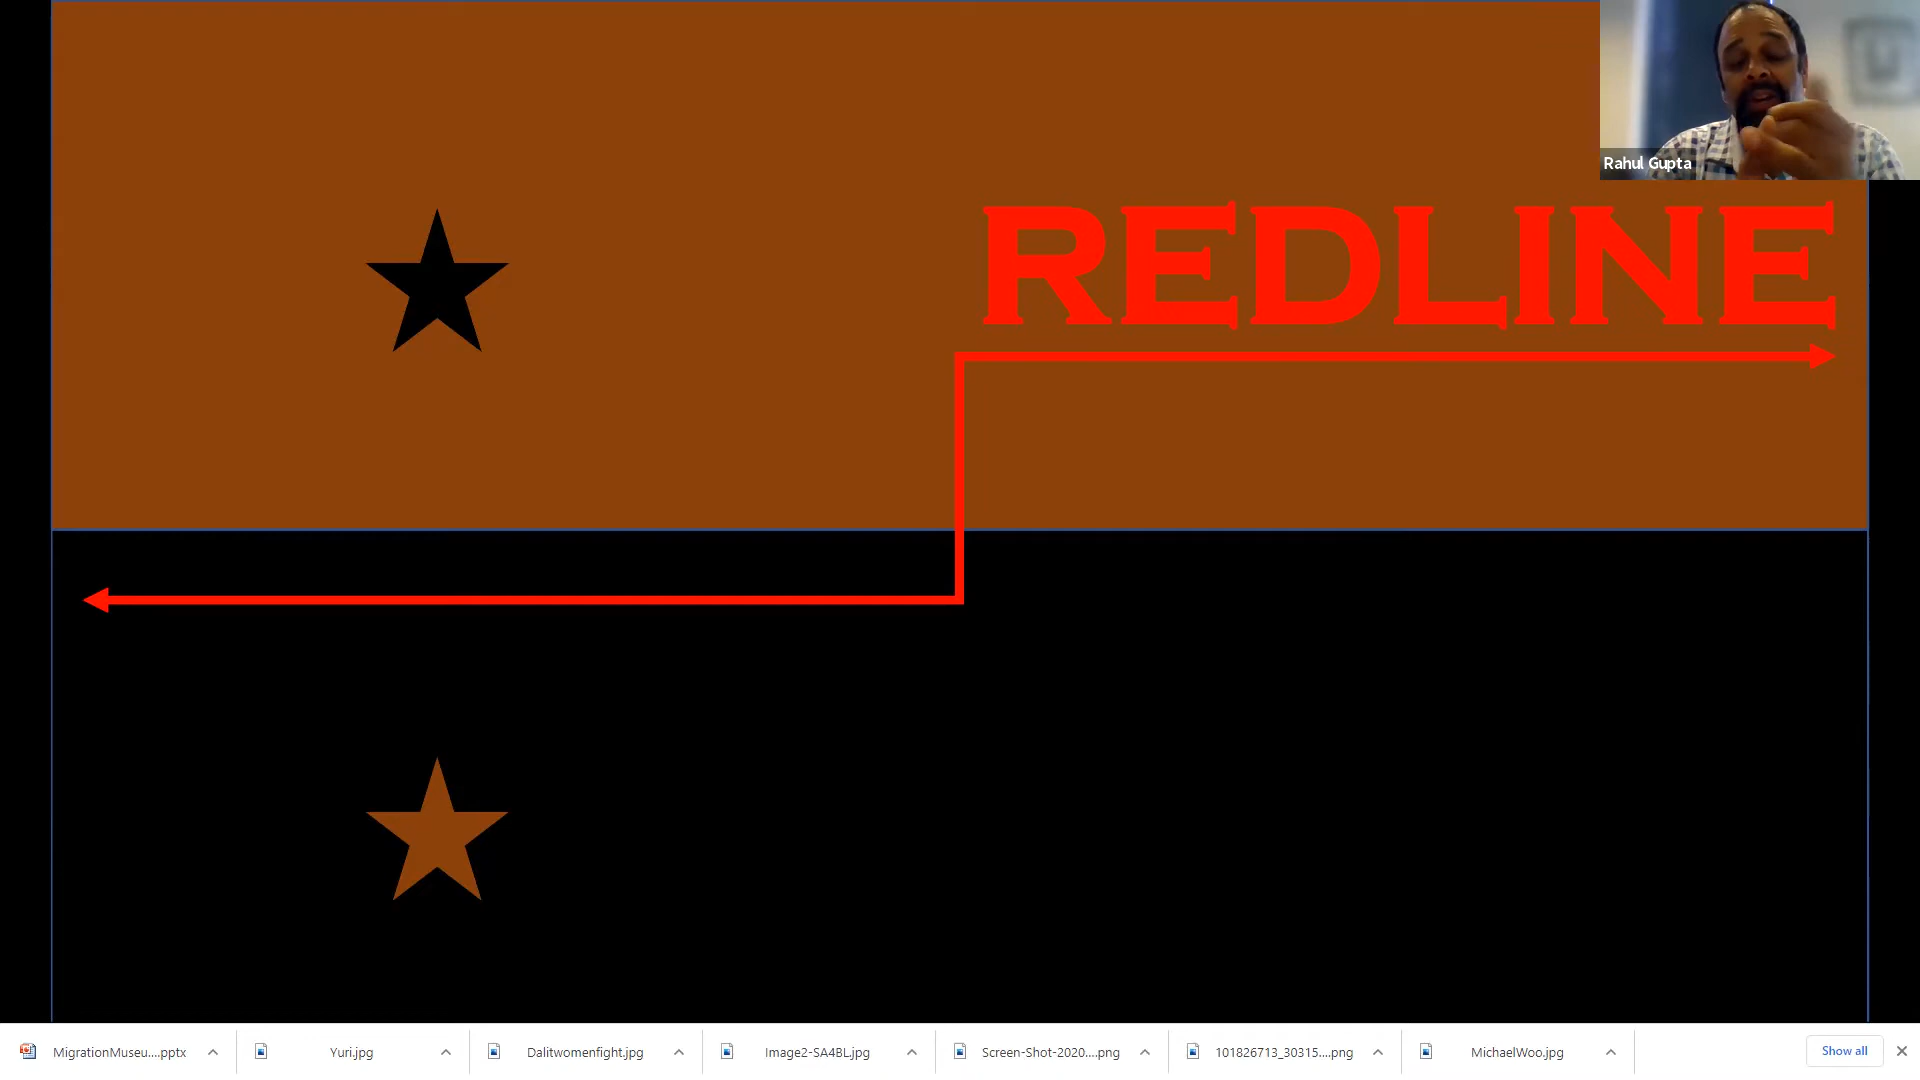 Rahul Gupta
REDLINE
MigrationMuseu....pptx
Yuri.jpg
Dalitwomenfight.jpg
Image2-SA4BL.jpg
Screen-Shot-2020....png
101826713_30315....png
MichaelWoo.jpg
Show all